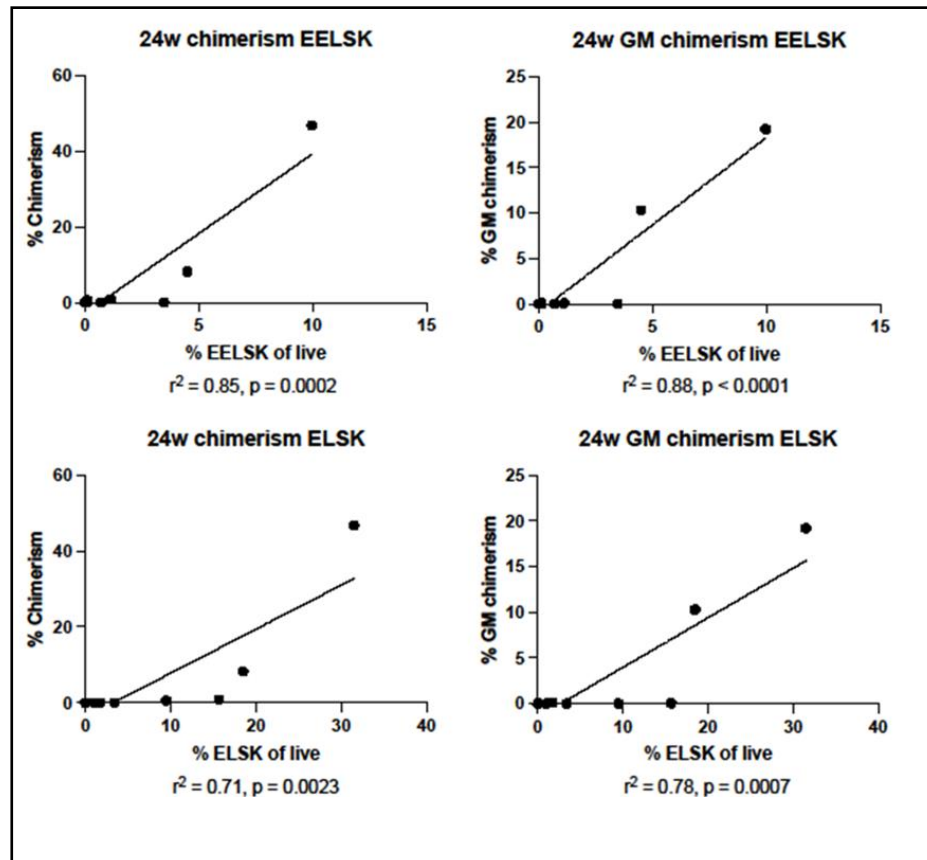 24w chimerism EELSK
60
40
20
0
% Chimerism
0 5 10 15
% EELSK of live
r² = 0.85, p = 0.0002
24w GM chimerism EELSK
25
20
15
10
5
0
% GM chimerism
0 5 10 15
% EELSK of live
r² = 0.88, p < 0.0001
24w chimerism ELSK
60
40
20
0
% Chimerism
0 10 20 30 40
% ELSK of live
r² = 0.71, p = 0.0023
24w GM chimerism ELSK
25
20
15
10
5
0
% GM chimerism
0 10 20 30 40
% ELSK of live
r² = 0.78, p = 0.0007